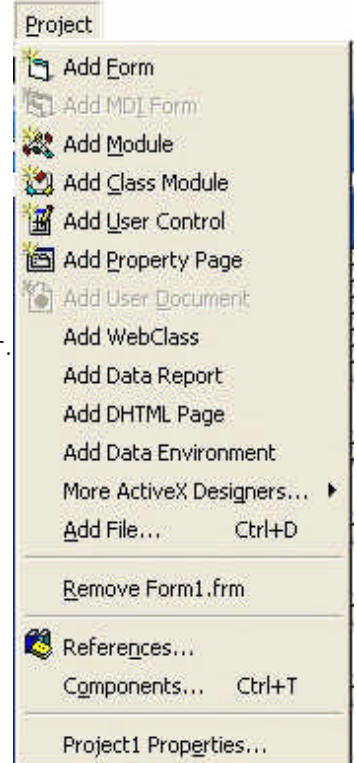 Project
Add Form
Add MDI Form
Add Module
Add Class Module
Add User Control
Add Property Page
Add User Document
Add WebClass
Add Data Report
Add DHTML Page
Add Data Environment
More ActiveX Designers...
Add File... Ctrl+D
Remove Form1.frm
References...
Components... Ctrl+T
Project1 Properties...